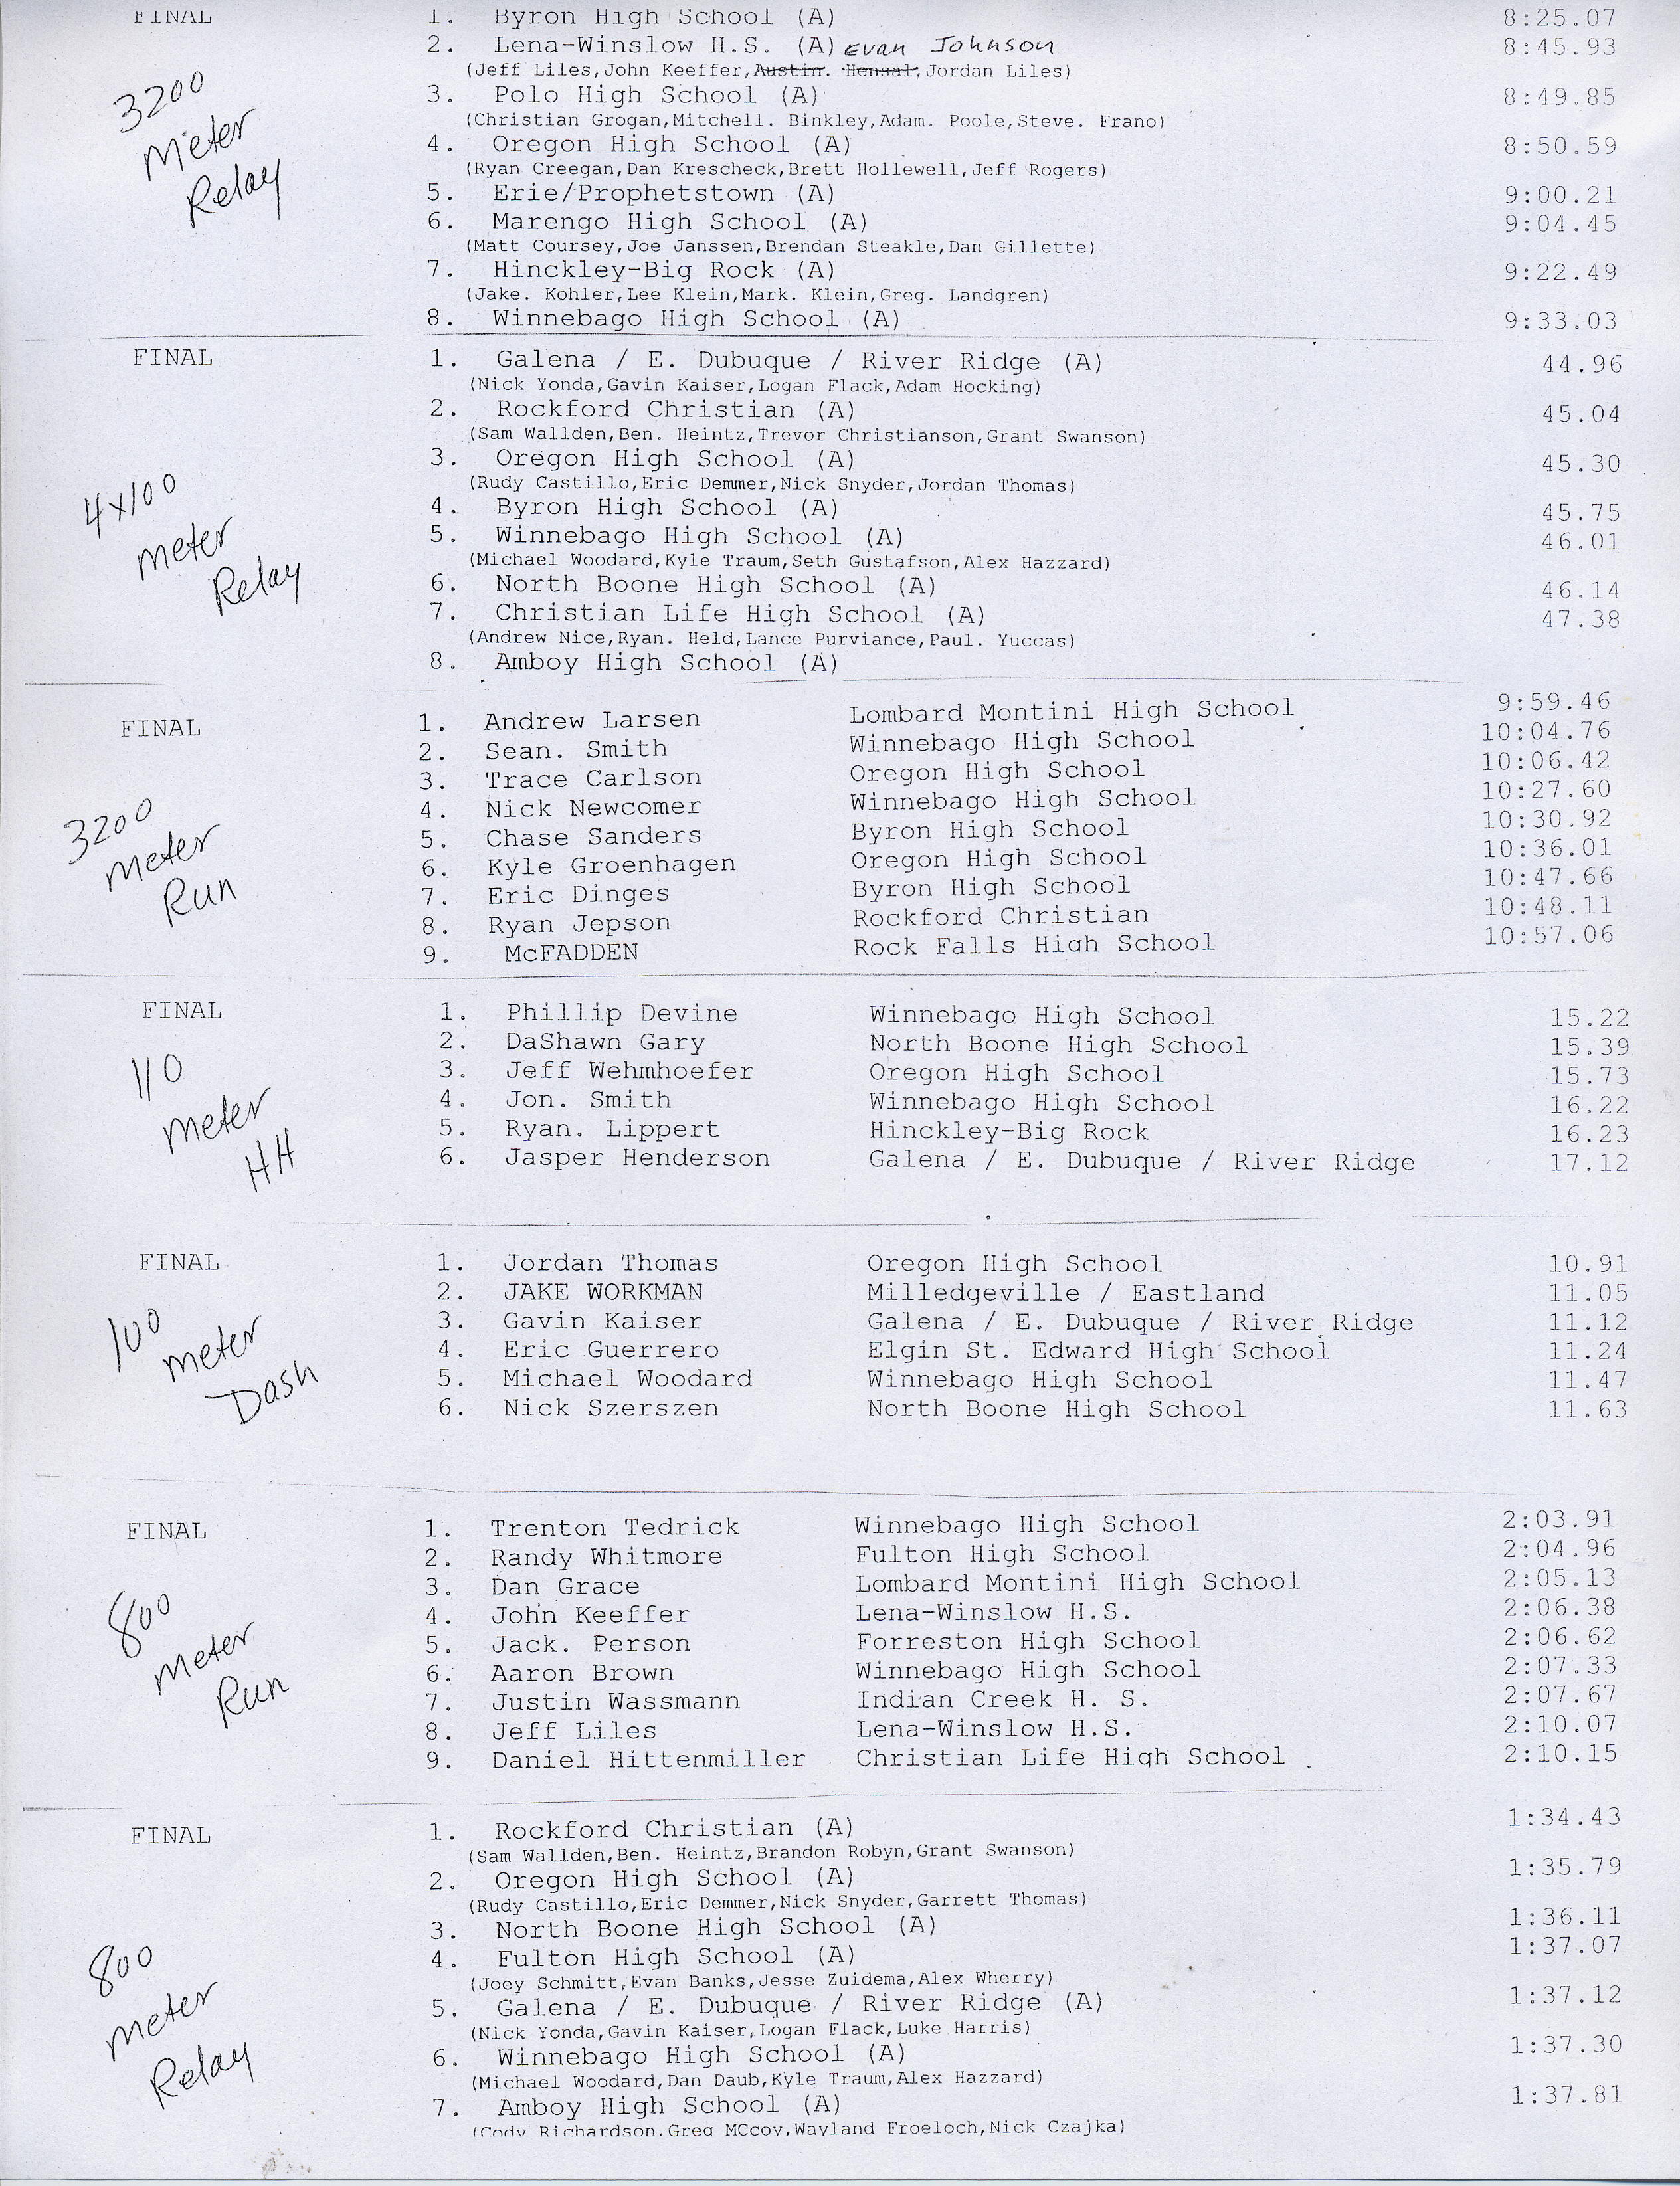 FINAL 1. Byron High School (A) 8:25.07
2. Lena-Winslow H.S. (A) Evan Johnson 8:45.93
(Jeff Liles,John Keeffer,Austin. Hensal,Jordan Liles)
3200
Meter
Relay
3. Polo High School (A) 8:49.85
(Christian Grogan,Mitchell. Binkley,Adam. Poole,Steve. Frano)
4. Oregon High School (A) 8:50.59
(Ryan Creegan,Dan Krescheck,Brett Hollewell,Jeff Rogers)
5. Erie/Prophetstown (A) 9:00.21
6. Marengo High School (A) 9:04.45
(Matt Coursey,Joe Janssen,Brendan Steakle,Dan Gillette)
7. Hinckley-Big Rock (A) 9:22.49
(Jake. Kohler,Lee Klein,Mark. Klein,Greg. Landgren)
8. Winnebago High School (A) 9:33.03
FINAL 1. Galena / E. Dubuque / River Ridge (A) 44.96
(Nick Yonda,Gavin Kaiser,Logan Flack,Adam Hocking)
2. Rockford Christian (A) 45.04
(Sam Wallden,Ben. Heintz,Trevor Christianson,Grant Swanson)
3. Oregon High School (A) 45.30
(Rudy Castillo,Eric Demmer,Nick Snyder,Jordan Thomas)
4x100
meter
Relay
4. Byron High School (A) 45.75
5. Winnebago High School (A) 46.01
(Michael Woodard,Kyle Traum,Seth Gustafson,Alex Hazzard)
6. North Boone High School (A) 46.14
7. Christian Life High School (A) 47.38
(Andrew Nice,Ryan. Held,Lance Purviance,Paul. Yuccas)
8. Amboy High School (A)
FINAL 1. Andrew Larsen Lombard Montini High School 9:59.46
2. Sean. Smith Winnebago High School 10:04.76
3. Trace Carlson Oregon High School 10:06.42
4. Nick Newcomer Winnebago High School 10:27.60
3200
meter
Run
5. Chase Sanders Byron High School 10:30.92
6. Kyle Groenhagen Oregon High School 10:36.01
7. Eric Dinges Byron High School 10:47.66
8. Ryan Jepson Rockford Christian 10:48.11
9. McFADDEN Rock Falls High School 10:57.06
FINAL 1. Phillip Devine Winnebago High School 15.22
2. DaShawn Gary North Boone High School 15.39
3. Jeff Wehmhoefer Oregon High School 15.73
110
meter
HH
4. Jon. Smith Winnebago High School 16.22
5. Ryan. Lippert Hinckley-Big Rock 16.23
6. Jasper Henderson Galena / E. Dubuque / River Ridge 17.12
FINAL 1. Jordan Thomas Oregon High School 10.91
2. JAKE WORKMAN Milledgeville / Eastland 11.05
3. Gavin Kaiser Galena / E. Dubuque / River Ridge 11.12
100
meter
Dash
4. Eric Guerrero Elgin St. Edward High School 11.24
5. Michael Woodard Winnebago High School 11.47
6. Nick Szerszen North Boone High School 11.63
FINAL 1. Trenton Tedrick Winnebago High School 2:03.91
2. Randy Whitmore Fulton High School 2:04.96
3. Dan Grace Lombard Montini High School 2:05.13
4. John Keeffer Lena-Winslow H.S. 2:06.38
800
meter
Run
5. Jack. Person Forreston High School 2:06.62
6. Aaron Brown Winnebago High School 2:07.33
7. Justin Wassmann Indian Creek H. S. 2:07.67
8. Jeff Liles Lena-Winslow H.S. 2:10.07
9. Daniel Hittenmiller Christian Life High School 2:10.15
FINAL 1. Rockford Christian (A) 1:34.43
(Sam Wallden,Ben. Heintz,Brandon Robyn,Grant Swanson)
2. Oregon High School (A) 1:35.79
(Rudy Castillo,Eric Demmer,Nick Snyder,Garrett Thomas)
3. North Boone High School (A) 1:36.11
4. Fulton High School (A) 1:37.07
(Joey Schmitt,Evan Banks,Jesse Zuidema,Alex Wherry)
800
meter
Relay
5. Galena / E. Dubuque / River Ridge (A) 1:37.12
(Nick Yonda,Gavin Kaiser,Logan Flack,Luke Harris)
6. Winnebago High School (A) 1:37.30
(Michael Woodard,Dan Daub,Kyle Traum,Alex Hazzard)
7. Amboy High School (A) 1:37.81
(Cody Richardson,Greg MCcoy,Wayland Froeloch,Nick Czajka)